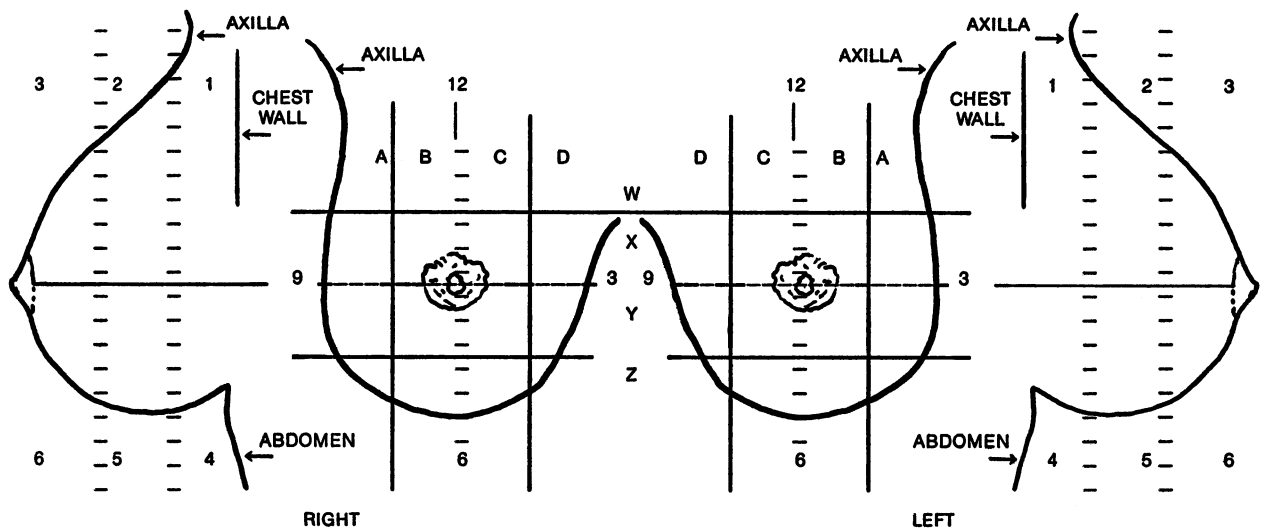 AXILLA
AXILLA
AXILLA
AXILLA
3 2 1
12
12
1 2 3
CHEST
WALL
CHEST
WALL
A B C D
D C B A
W
X
9 3 9 3
Y
Z
ABDOMEN
ABDOMEN
6 5 4
6
6
4 5 6
RIGHT
LEFT